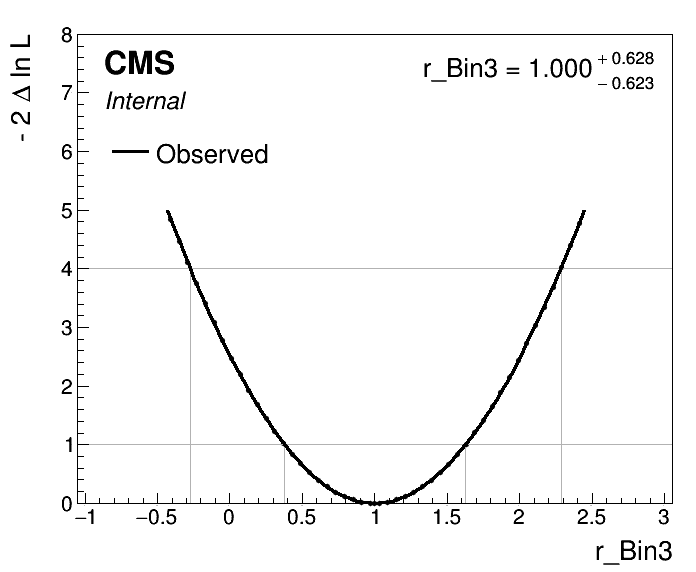 - 2 Δ ln L
8
7
6
5
4
3
2
1
0
CMS
Internal
r_Bin3 = 1.000 + 0.628 − 0.623
Observed
−1 −0.5 0 0.5 1 1.5 2 2.5 3
r_Bin3